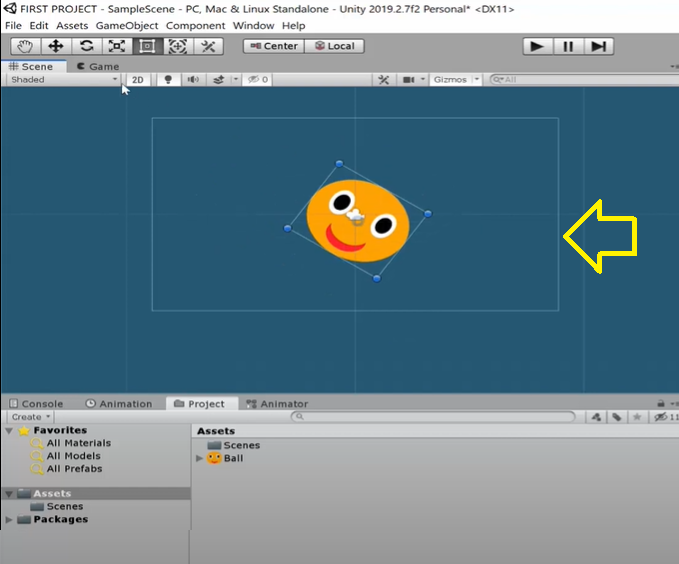 FIRST PROJECT - SampleScene - PC, Mac & Linux Standalone - Unity 2019.2.7f2 Personal* <DX11>
File Edit Assets GameObject Component Window Help
Center Local
Scene Game
Shaded 2D 0 Gizmos All
Console Animation Project Animator
Create 11
Favorites
All Materials
All Models
All Prefabs
Assets
Scenes
Packages
Assets
Scenes
Ball